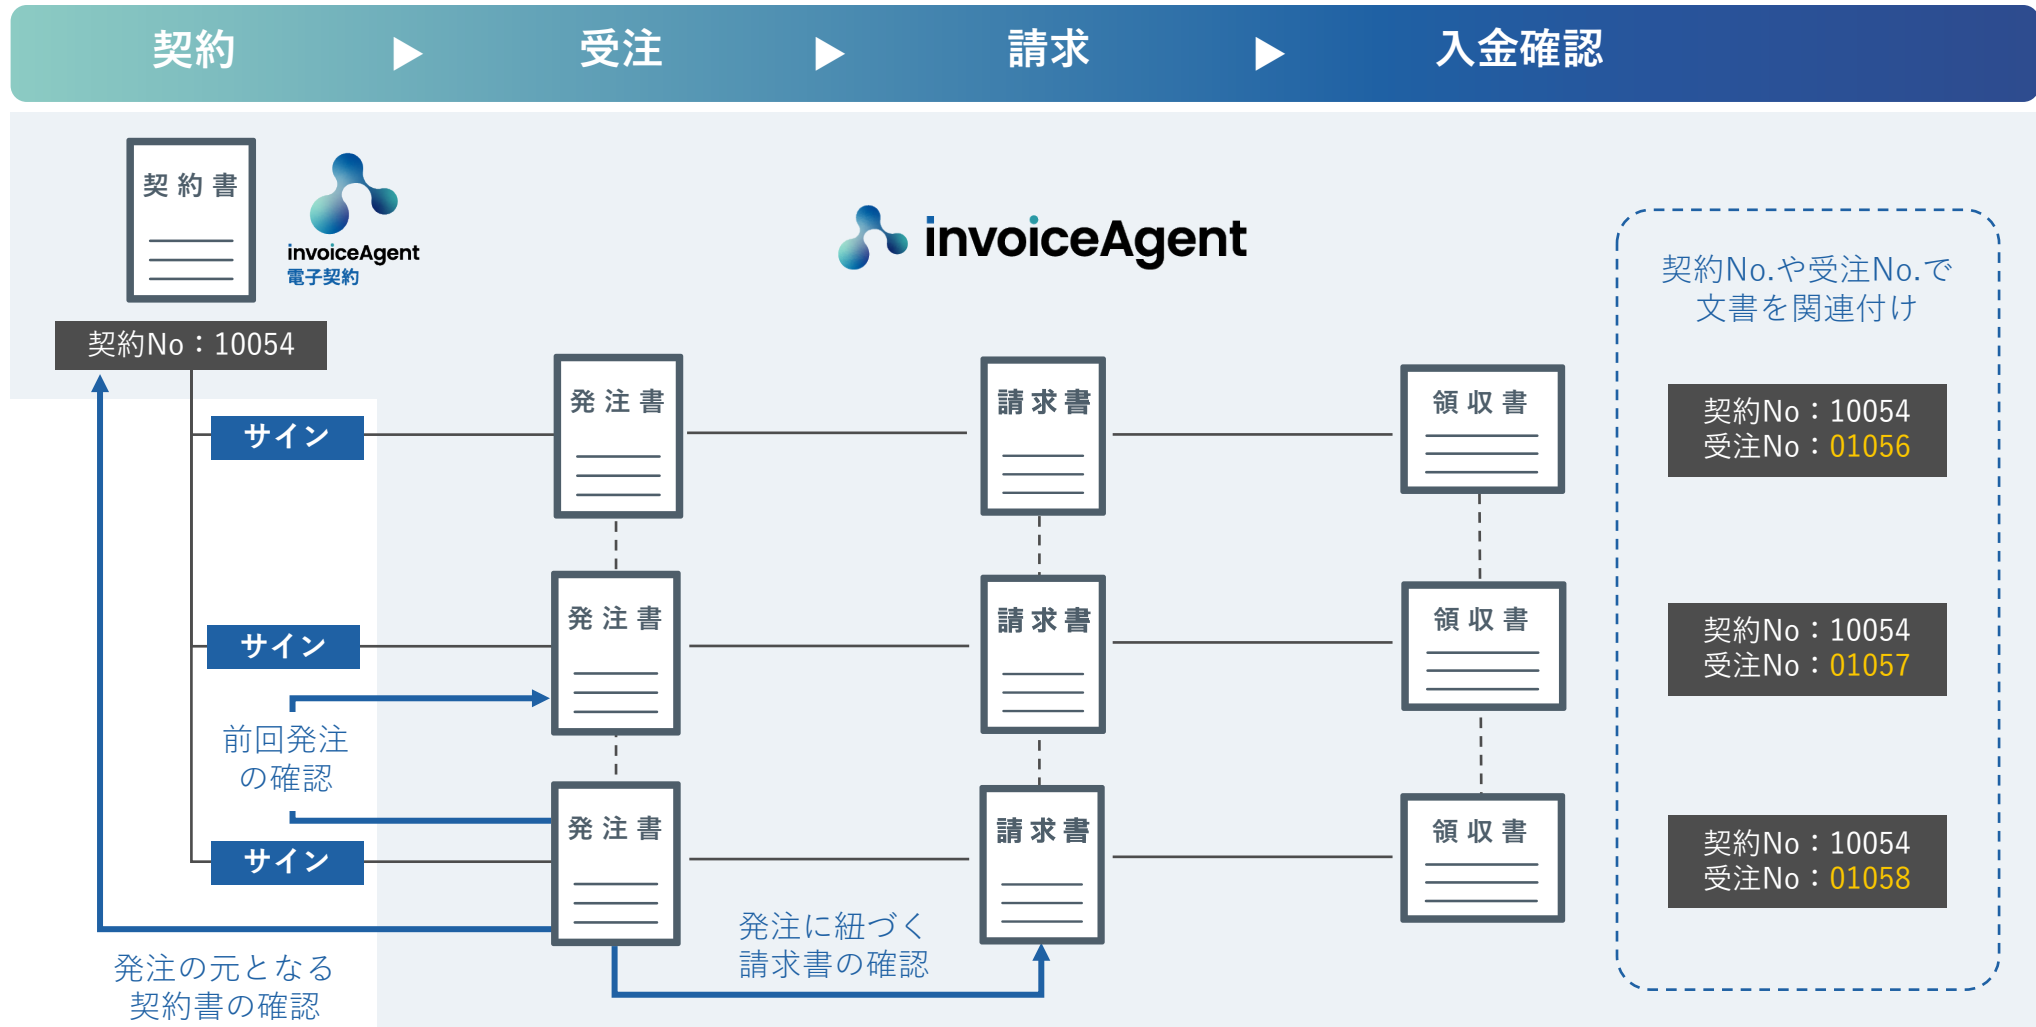 契約
受注
請求
入金確認
契約書
invoiceAgent
電子契約
invoiceAgent
契約No.や受注No.で
文書を関連付け
契約No：10054
サイン
発注書
請求書
領収書
契約No：10054
受注No：01056
サイン
発注書
請求書
領収書
契約No：10054
受注No：01057
前回発注
の確認
サイン
発注書
請求書
領収書
契約No：10054
受注No：01058
発注に紐づく
請求書の確認
発注の元となる
契約書の確認